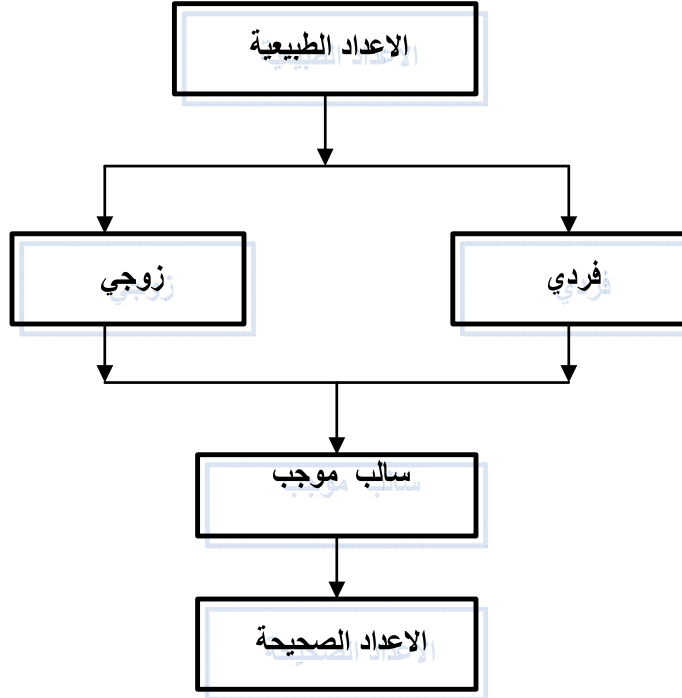 الاعداد الطبيعية
فردي
زوجي
سالب موجب
الاعداد الصحيحة